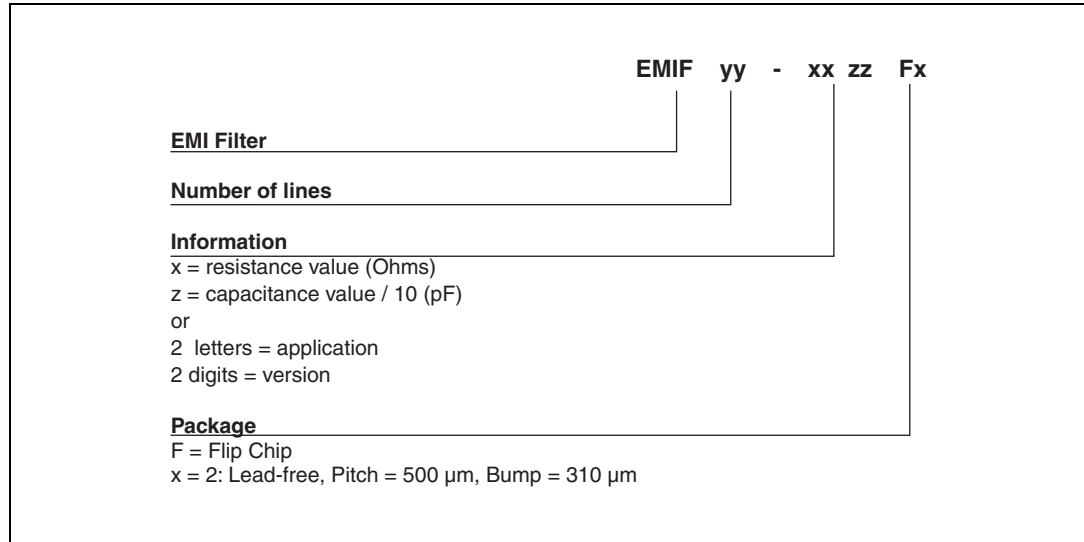 EMIF yy - xx zz Fx
EMI Filter
Number of lines
Information
x = resistance value (Ohms)
z = capacitance value / 10 (pF)
or
2 letters = application
2 digits = version
Package
F = Flip Chip
x = 2: Lead-free, Pitch = 500 µm, Bump = 310 µm